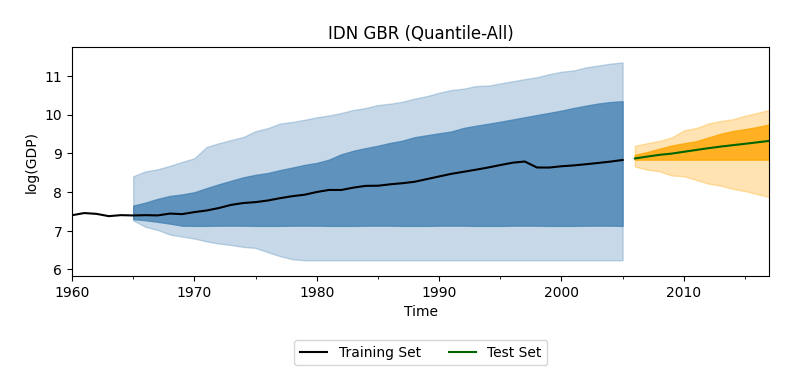 IDN GBR (Quantile-All)
log(GDP)
11
10
9
8
7
6
1960
1970
1980
1990
2000
2010
Time
Training Set
Test Set